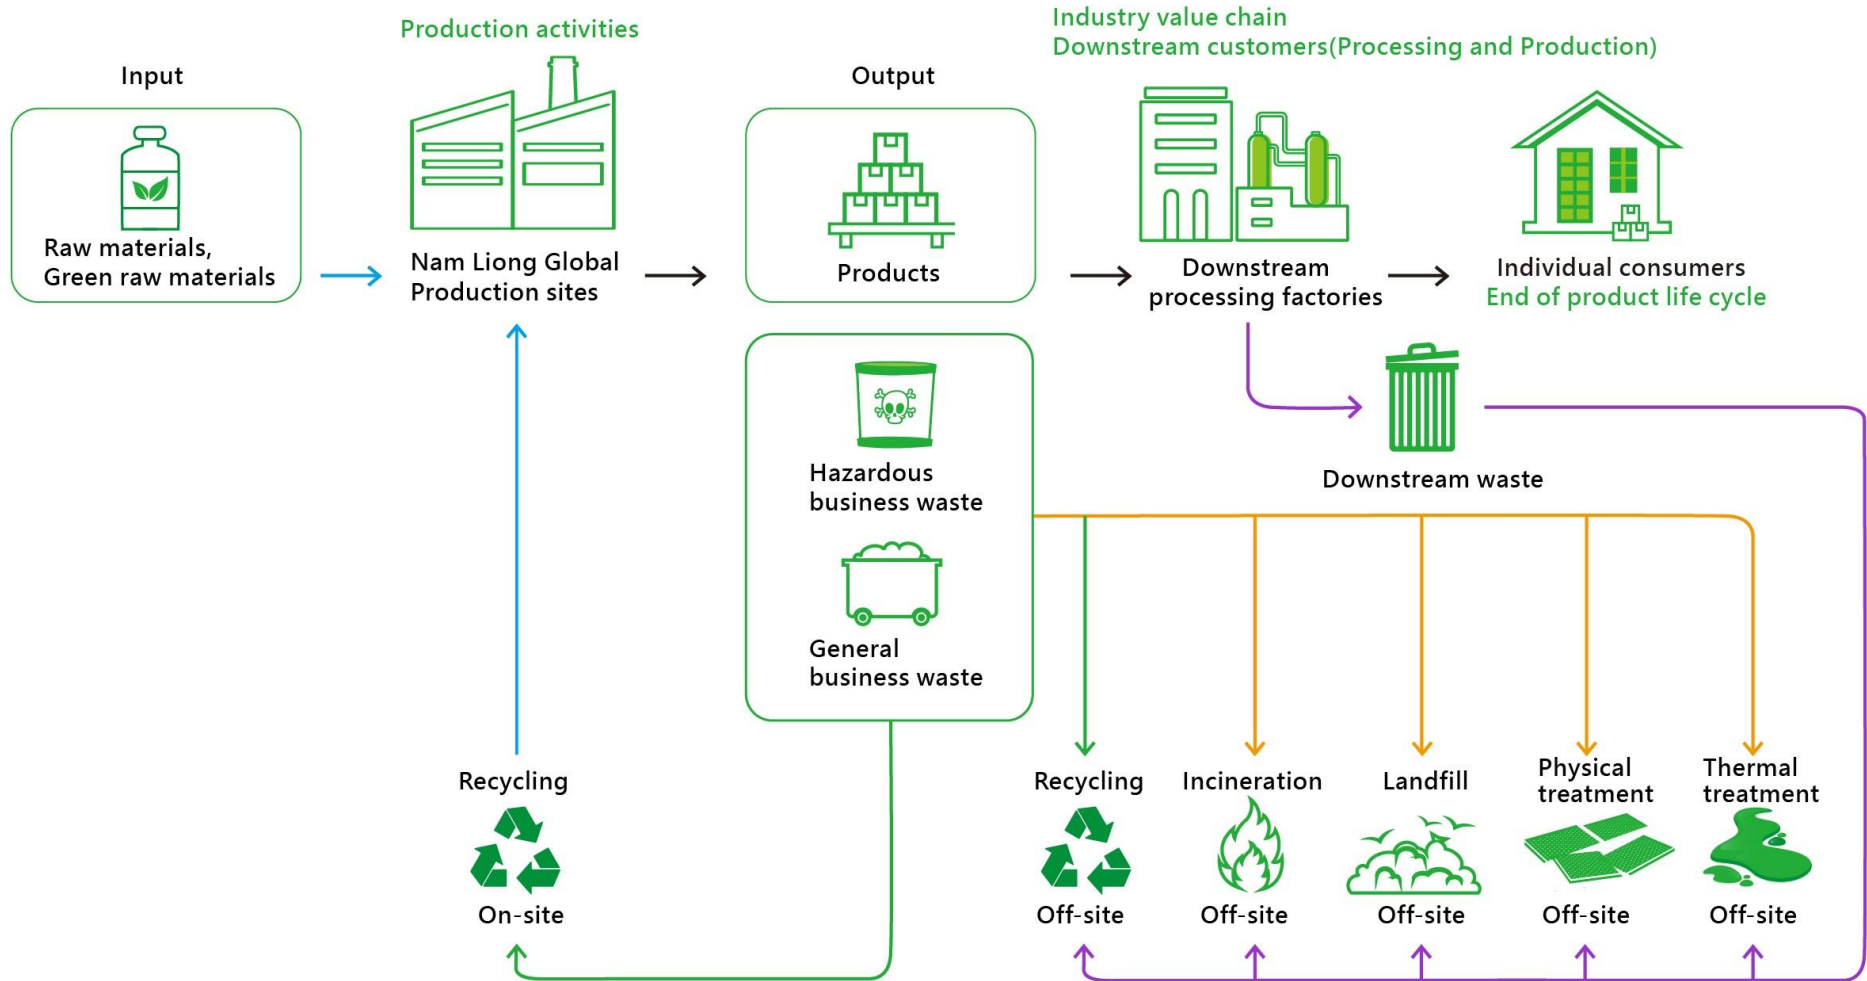 Production activities
Industry value chain
Downstream customers(Processing and Production)
Input
Output
Raw materials,
Green raw materials
Nam Liong Global
Production sites
Products
Downstream
processing factories
Individual consumers
End of product life cycle
Hazardous
business waste
General
business waste
Downstream waste
Recycling
On-site
Recycling
Off-site
Incineration
Off-site
Landfill
Off-site
Physical
treatment
Off-site
Thermal
treatment
Off-site